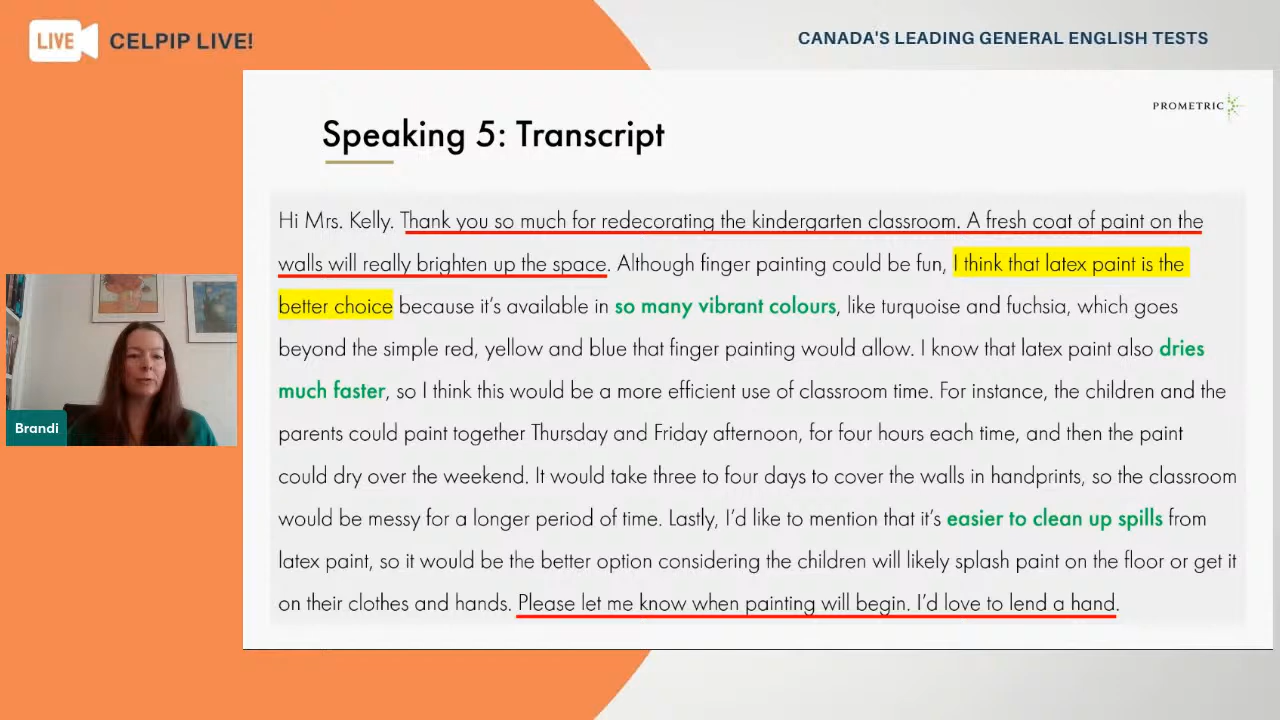 LIVE CELPIP LIVE!
CANADA'S LEADING GENERAL ENGLISH TESTS
PROMETRIC
Speaking 5: Transcript
Hi Mrs. Kelly. Thank you so much for redecorating the kindergarten classroom. A fresh coat of paint on the
walls will really brighten up the space. Although finger painting could be fun, I think that latex paint is the
better choice because it's available in so many vibrant colours, like turquoise and fuchsia, which goes
beyond the simple red, yellow and blue that finger painting would allow. I know that latex paint also dries
much faster, so I think this would be a more efficient use of classroom time. For instance, the children and the
parents could paint together Thursday and Friday afternoon, for four hours each time, and then the paint
could dry over the weekend. It would take three to four days to cover the walls in handprints, so the classroom
would be messy for a longer period of time. Lastly, I'd like to mention that it's easier to clean up spills from
latex paint, so it would be the better option considering the children will likely splash paint on the floor or get it
on their clothes and hands. Please let me know when painting will begin. I'd love to lend a hand.
Brandi